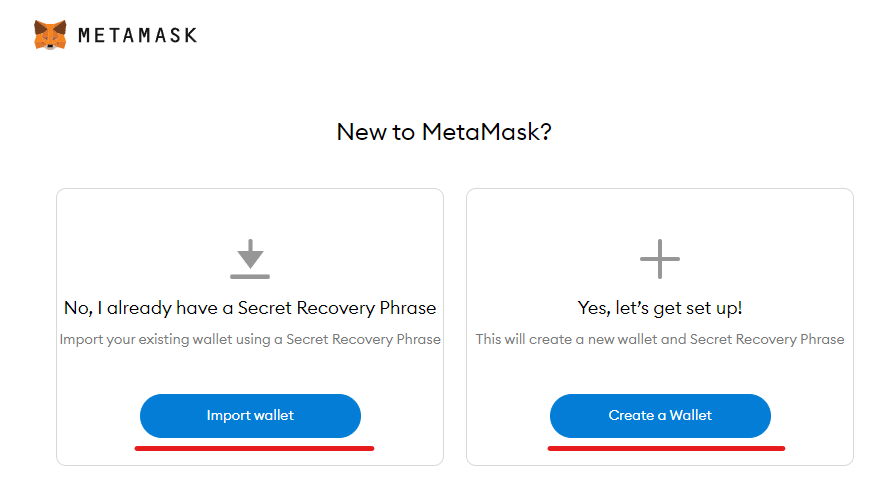 METAMASK
New to MetaMask?
No, I already have a Secret Recovery Phrase
Import your existing wallet using a Secret Recovery Phrase
Import wallet
Yes, let’s get set up!
This will create a new wallet and Secret Recovery Phrase
Create a Wallet